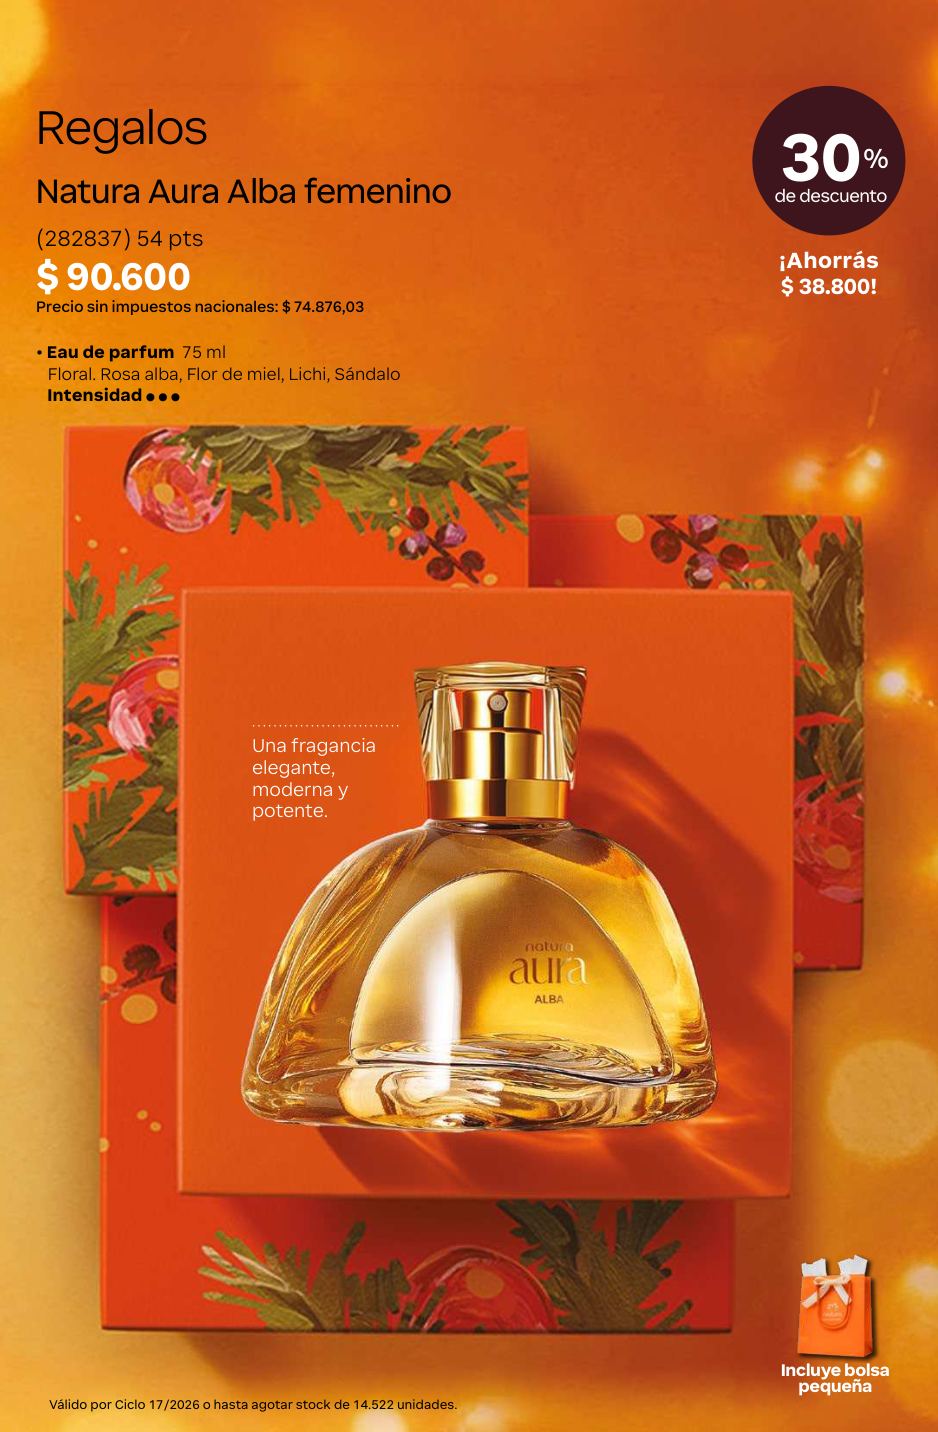 Regalos
Natura Aura Alba femenino
(282837) 54 pts
$ 90.600
Precio sin impuestos nacionales: $ 74.876,03
• Eau de parfum 75 ml
Floral. Rosa alba, Flor de miel, Lichi, Sándalo
Intensidad ●●●
30%
de descuento
¡Ahorrás
$ 38.800!
Una fragancia
elegante,
moderna y
potente.
natura
aura
ALBA
Incluye bolsa
pequeña
Válido por Ciclo 17/2026 o hasta agotar stock de 14.522 unidades.